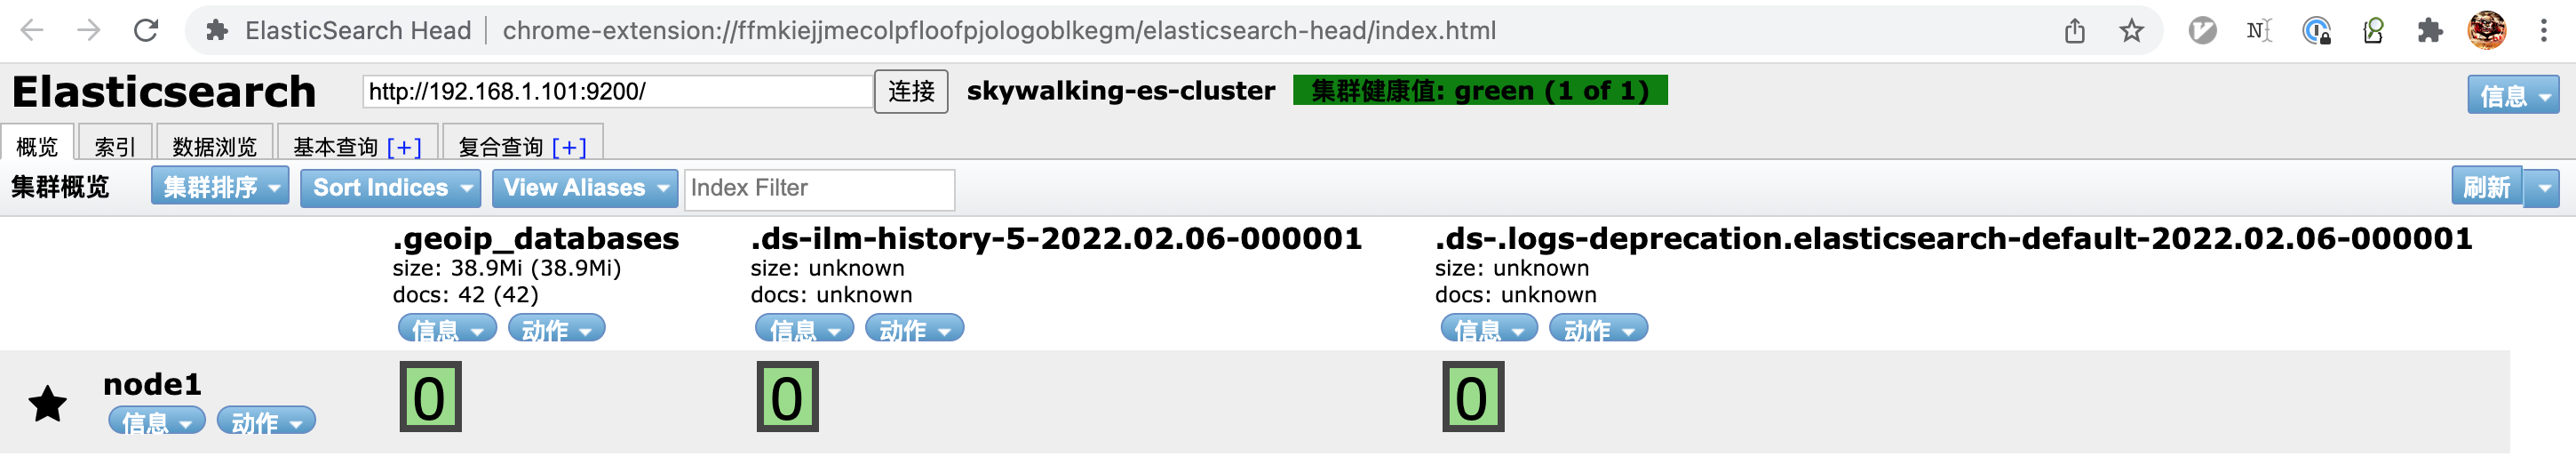 ElasticSearch Head | chrome-extension://ffmkiejjmecolpfloofpjologoblkegm/elasticsearch-head/index.html
Elasticsearch http://192.168.1.101:9200/ 连接 skywalking-es-cluster 集群健康值: green (1 of 1) 信息
概览 索引 数据浏览 基本查询 [+] 复合查询 [+]
集群概览 集群排序 Sort Indices View Aliases Index Filter 刷新
.geoip_databases .ds-ilm-history-5-2022.02.06-000001 .ds-.logs-deprecation.elasticsearch-default-2022.02.06-000001
size: 38.9Mi (38.9Mi) size: unknown size: unknown
docs: 42 (42) docs: unknown docs: unknown
信息 动作 信息 动作 信息 动作
node1 0 0 0
信息 动作